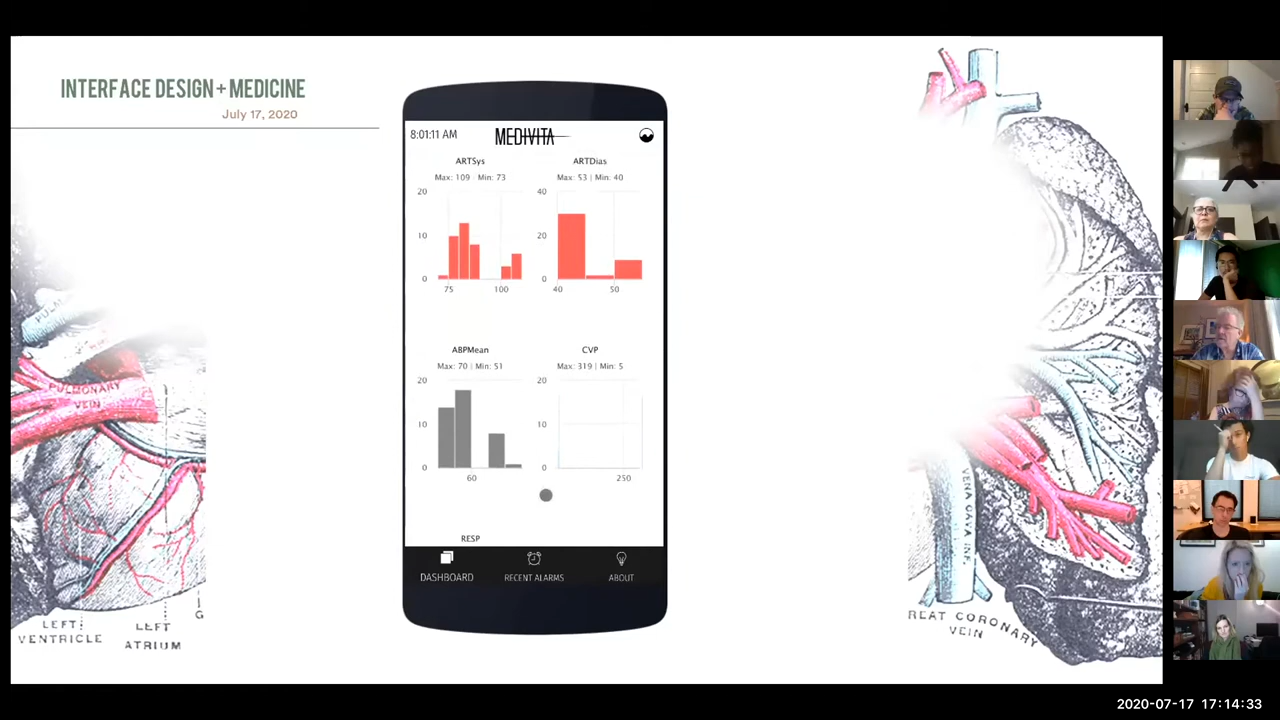 INTERFACE DESIGN + MEDICINE
July 17, 2020
8:01:11 AM
MEDIVITA
ARTSys
Max: 109 - Min: 73
20
10
0
75
100
ARTDias
Max: 53 | Min: 40
40
20
0
40
50
ABPMean
Max: 70 | Min: 51
20
10
0
60
CVP
Max: 319 | Min: 5
20
10
0
250
RESP
DASHBOARD
RECENT ALARMS
ABOUT
PULM
PULMONARY
VEIN
LEFT
VENTRICLE
LEFT
ATRIUM
G
VENA CAVA INF.
REAT CORONARY
VEIN
2020-07-17 17:14:33